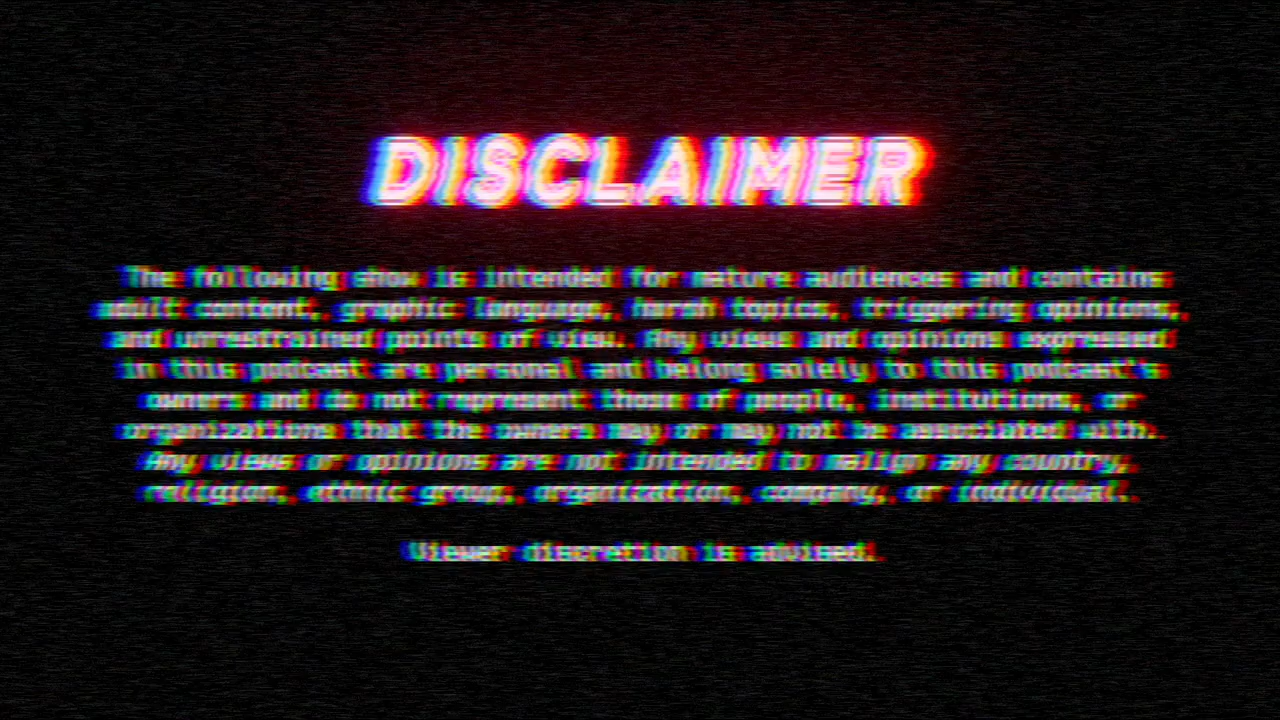 DISCLAIMER
The following show is intended for mature audiences and contains
adult content, graphic language, harsh topics, triggering opinions,
and unrestrained points of view. Any views and opinions expressed
in this podcast are personal and belong solely to this podcast's
owners and do not represent those of people, institutions, or
organizations that the owners may or may not be associated with.
Any views or opinions are not intended to malign any country,
religion, ethnic group, organization, company, or individual.
Viewer discretion is advised.